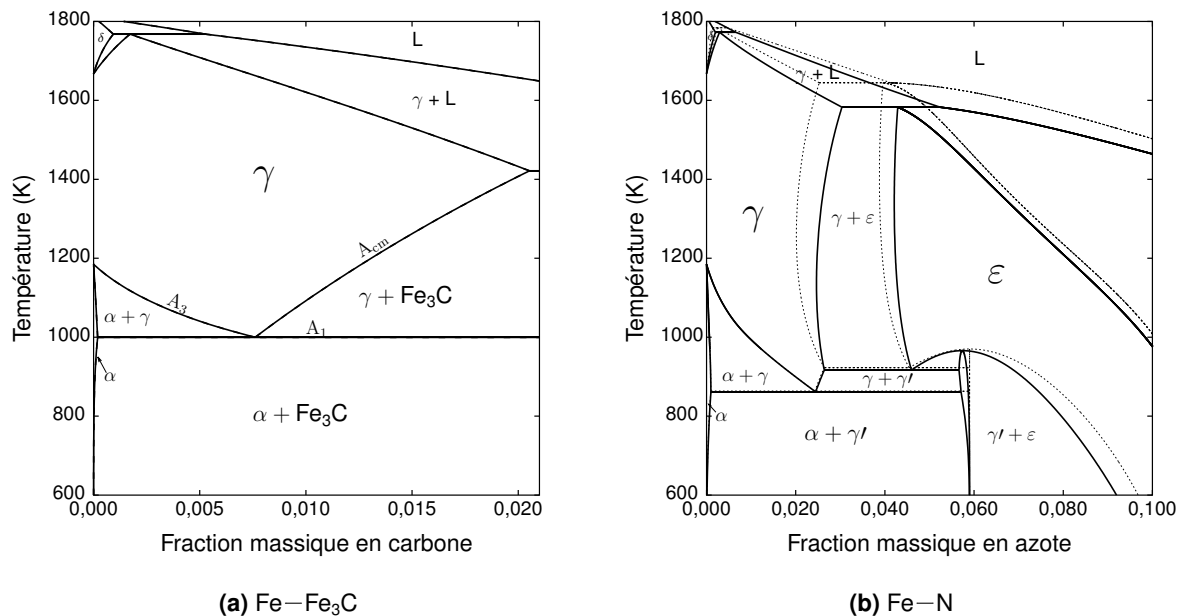 1800
1600
1400
1200
1000
800
600
0,000
0,005
0,010
0,015
0,020
Température (K)
Fraction massique en carbone
δ
L
γ + L
γ
A_cm
A_3
γ + Fe₃C
α + γ
A_1
α
α + Fe₃C
(a) Fe−Fe₃C
1800
1600
1400
1200
1000
800
600
0,000
0,020
0,040
0,060
0,080
0,100
Température (K)
Fraction massique en azote
δ
L
γ + L
γ
γ + ε
ε
α + γ
γ + γ′
α
α + γ′
γ′ + ε
(b) Fe−N